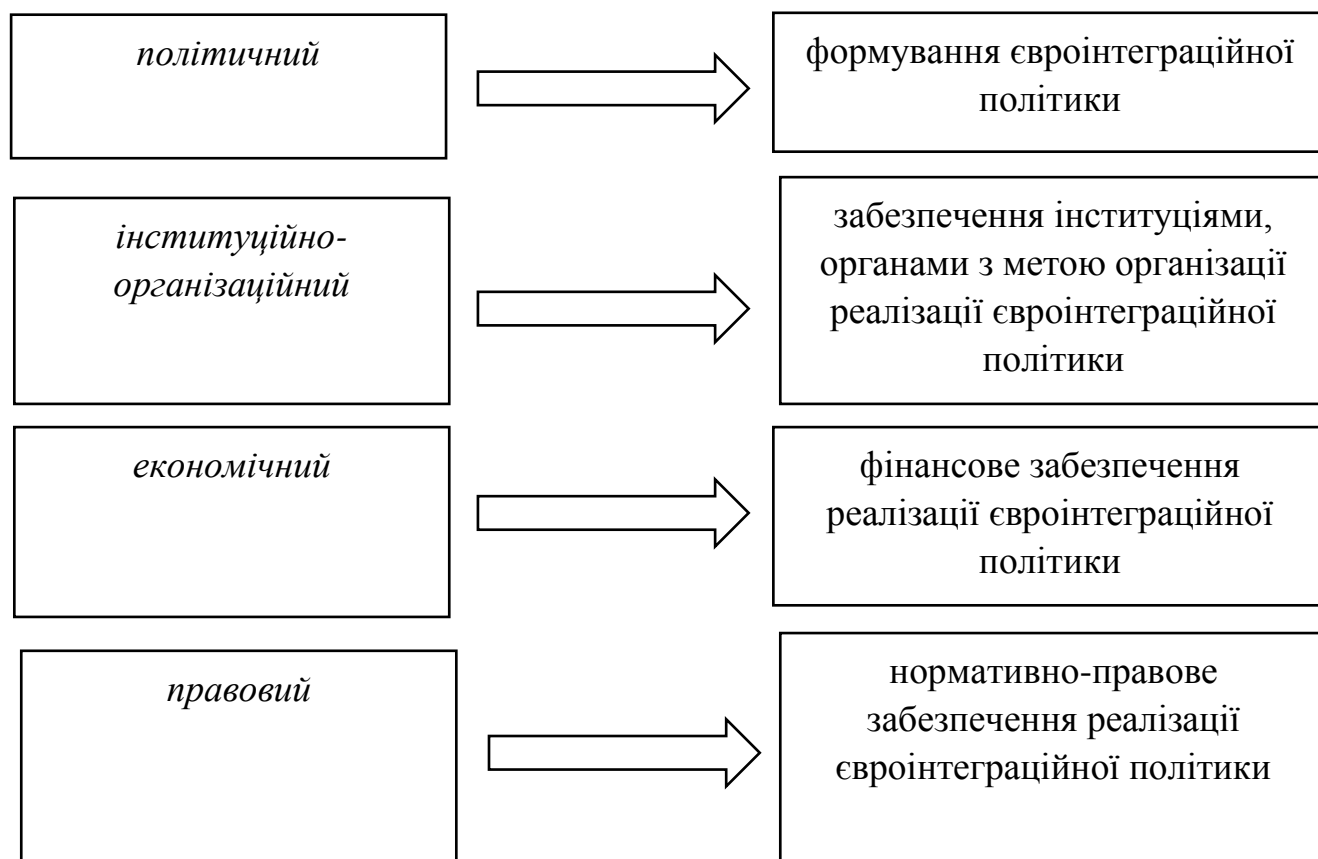 політичний
формування євроінтеграційної
політики
інституційно-
організаційний
забезпечення інституціями,
органами з метою організації
реалізації євроінтеграційної
політики
економічний
фінансове забезпечення
реалізації євроінтеграційної
політики
правовий
нормативно-правове
забезпечення реалізації
євроінтеграційної політики